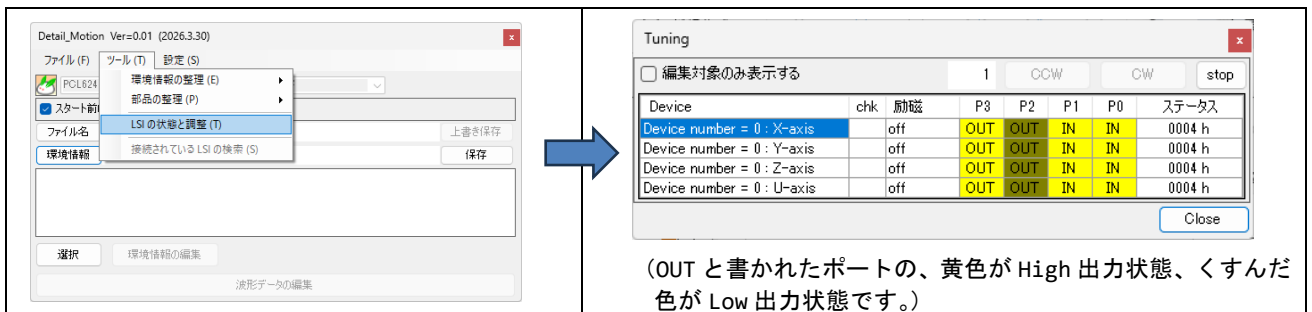 Detail_Motion Ver=0.01 (2026.3.30)
ファイル(F) ツール(T) 設定(S)
環境情報の整理(E)
PCL624
部品の整理(P)
スタート前
LSIの状態と調整(T)
ファイル名
上書き保存
接続されているLSIの検索(S)
環境情報
保存
選択
環境情報の編集
波形データの編集
Tuning
編集対象のみ表示する 1 CCW CW stop
Device chk 励磁 P3 P2 P1 P0 ステータス
Device number = 0 : X-axis off OUT OUT IN IN 0004 h
Device number = 0 : Y-axis off OUT OUT IN IN 0004 h
Device number = 0 : Z-axis off OUT OUT IN IN 0004 h
Device number = 0 : U-axis off OUT OUT IN IN 0004 h
Close
(OUT と書かれたポートの、黄色が High 出力状態、くすんだ
色が Low 出力状態です。)